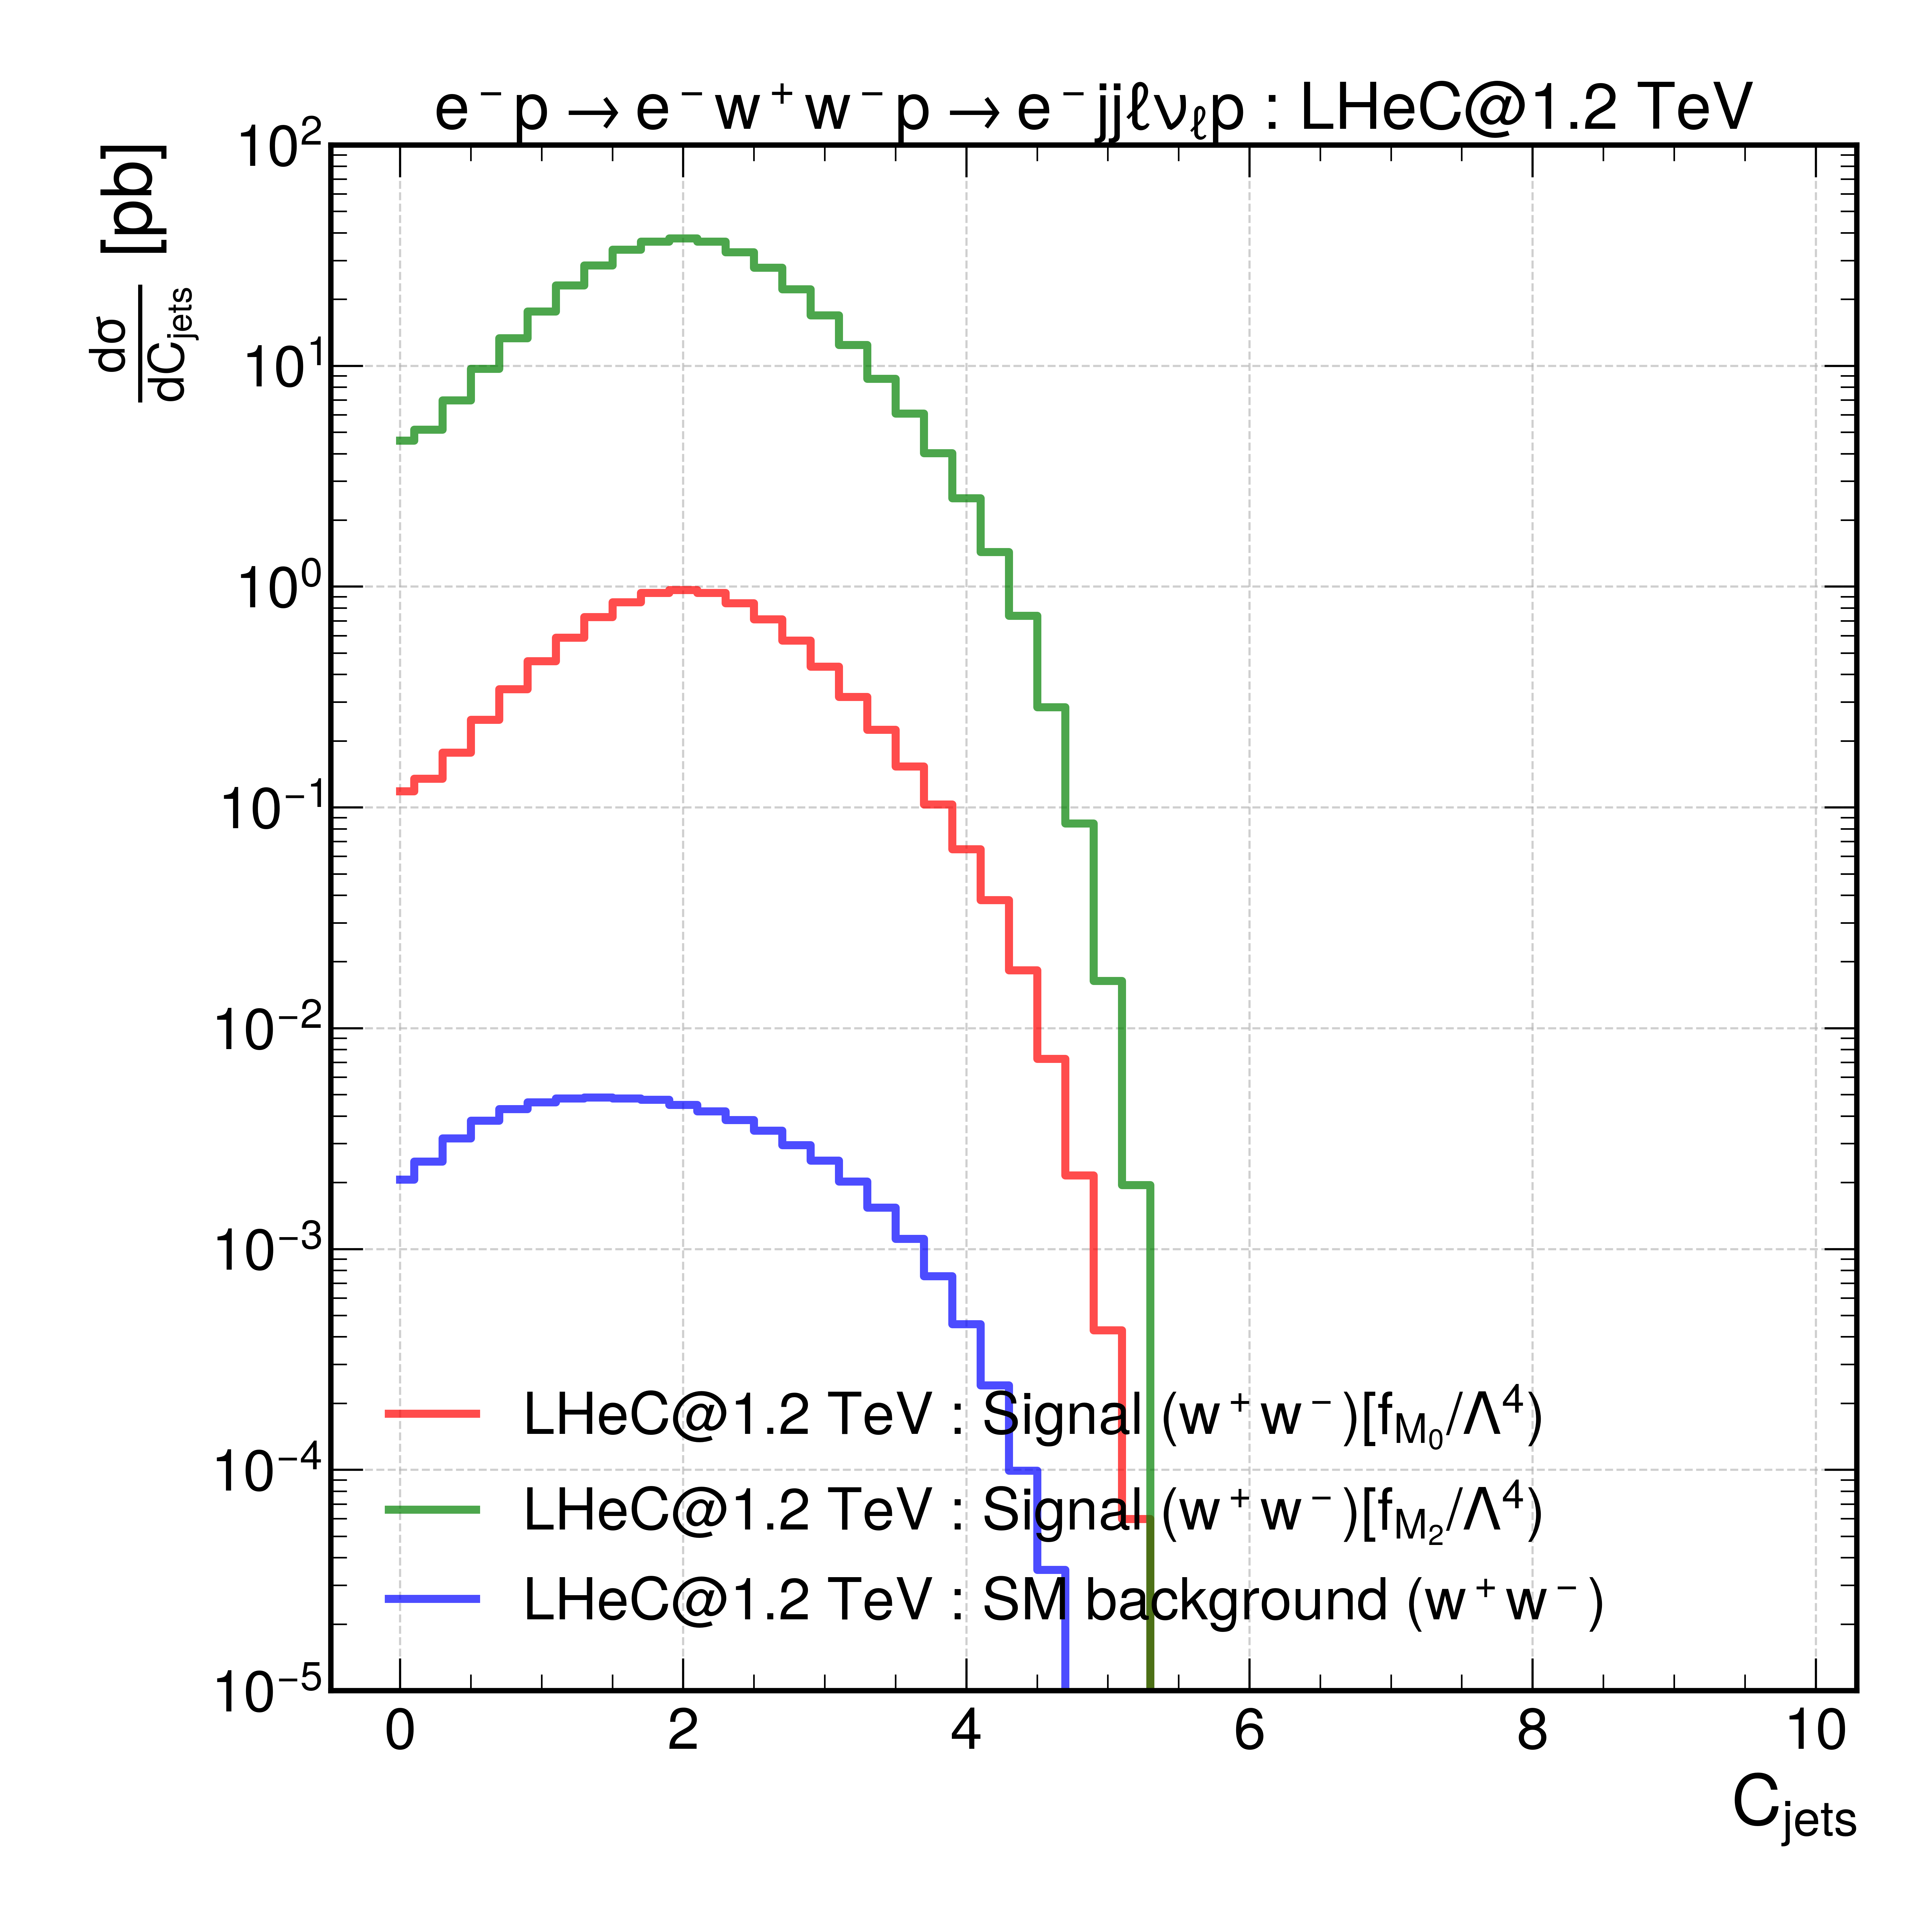 e⁻p → e⁻w⁺w⁻p → e⁻jjℓν_ℓp : LHeC@1.2 TeV
dσ/dC_jets [pb]
10²
10¹
10⁰
10⁻¹
10⁻²
10⁻³
10⁻⁴
10⁻⁵
LHeC@1.2 TeV : Signal (w⁺w⁻)[f_M₀/Λ⁴)
LHeC@1.2 TeV : Signal (w⁺w⁻)[f_M₂/Λ⁴)
LHeC@1.2 TeV : SM background (w⁺w⁻)
0 2 4 6 8 10
C_jets